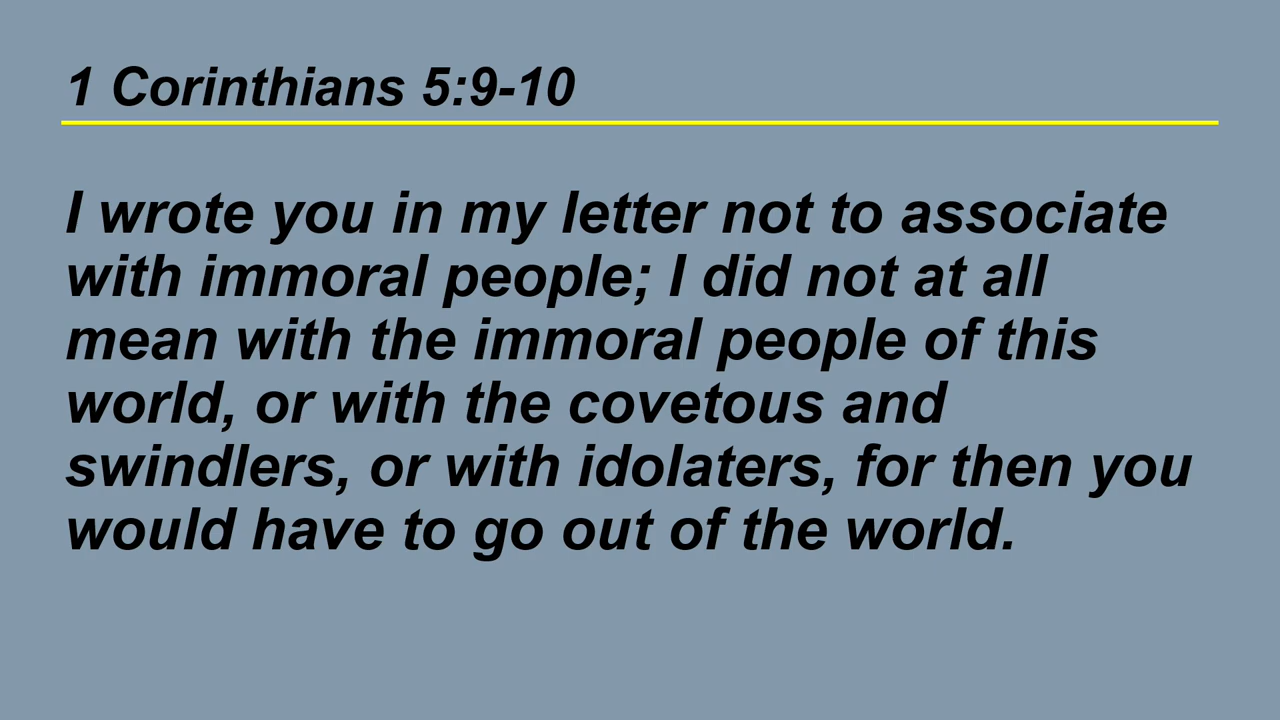 1 Corinthians 5:9-10
I wrote you in my letter not to associate
with immoral people; I did not at all
mean with the immoral people of this
world, or with the covetous and
swindlers, or with idolaters, for then you
would have to go out of the world.